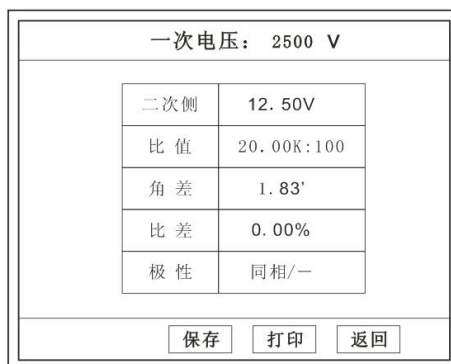 一次电压： 2500 V
二次侧 12.50V
比 值 20.00K:100
角 差 1.83'
比 差 0.00%
极 性 同相/—
保存 打印 返回